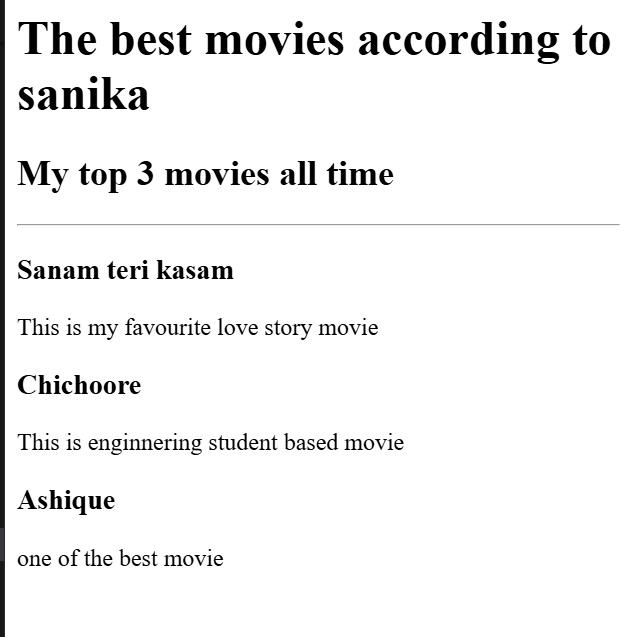 The best movies according to
sanika
My top 3 movies all time
Sanam teri kasam
This is my favourite love story movie
Chichoore
This is enginnering student based movie
Ashique
one of the best movie